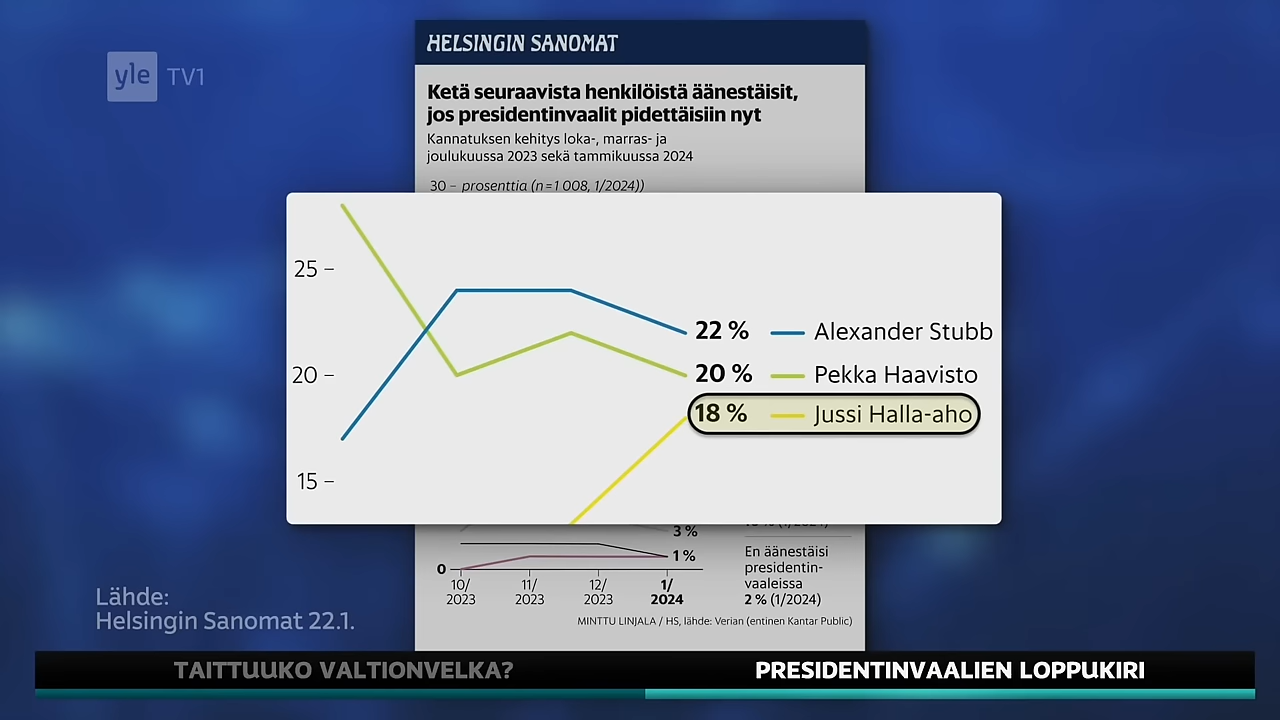 yle TV1
HELSINGIN SANOMAT
Ketä seuraavista henkilöistä äänestäisit,
jos presidentinvaalit pidettäisiin nyt
Kannatuksen kehitys loka-, marras- ja
joulukuussa 2023 sekä tammikuussa 2024
30 – prosenttia (n=1 008, 1/2024))
25 –
22 % Alexander Stubb
20 –
20 % Pekka Haavisto
18 % Jussi Halla-aho
15 –
3 %
1 %
0
10/
2023
11/
2023
12/
2023
1/
2024
En äänestäisi
presidentin-
vaaleissa
2 % (1/2024)
MINTTU LINJALA / HS, lähde: Verian (entinen Kantar Public)
Lähde:
Helsingin Sanomat 22.1.
TAITTUUKO VALTIONVELKA?
PRESIDENTINVAALIEN LOPPUKIRI